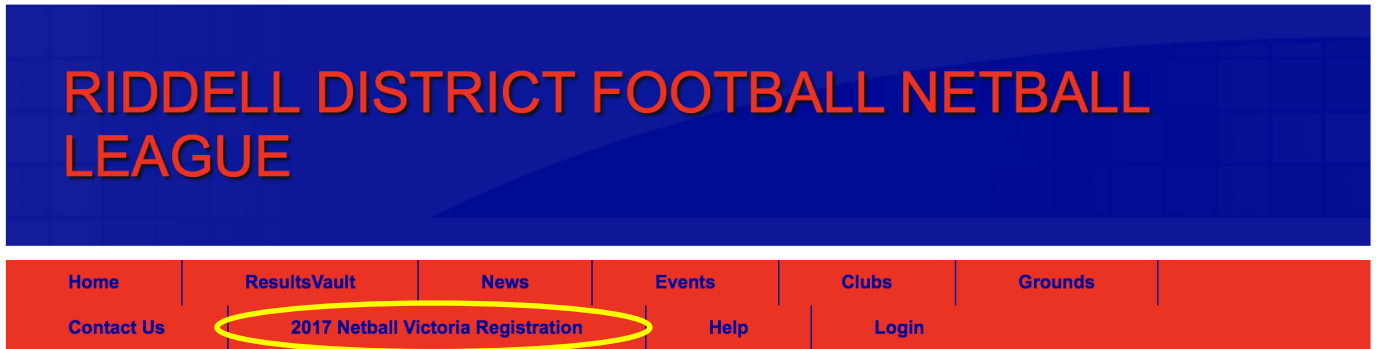 RIDDELL DISTRICT FOOTBALL NETBALL
LEAGUE
Home ResultsVault News Events Clubs Grounds
Contact Us 2017 Netball Victoria Registration Help Login